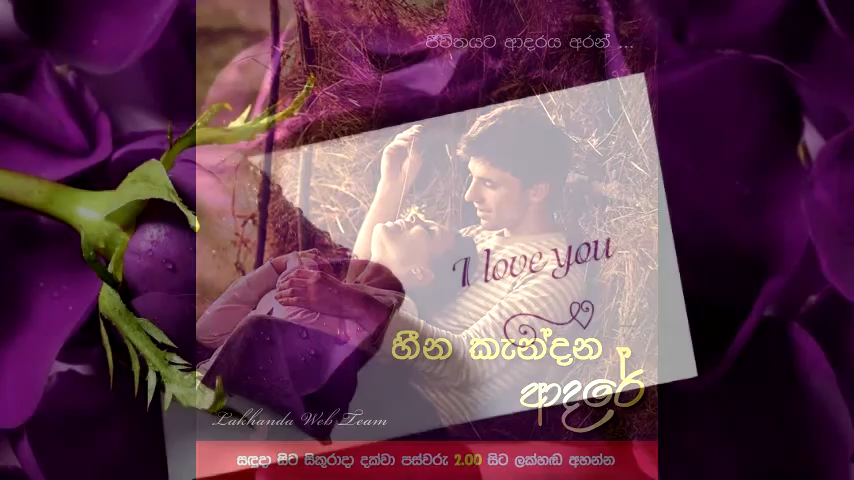 ජීවිතයට ආදරය අරන් ...
I love you
හීන කැන්දන
ආදරේ
Lakhanda Web Team
සඳුදා සිට සිකුරාදා දක්වා පස්වරු 2.00 සිට ලක්හඬ අහන්න